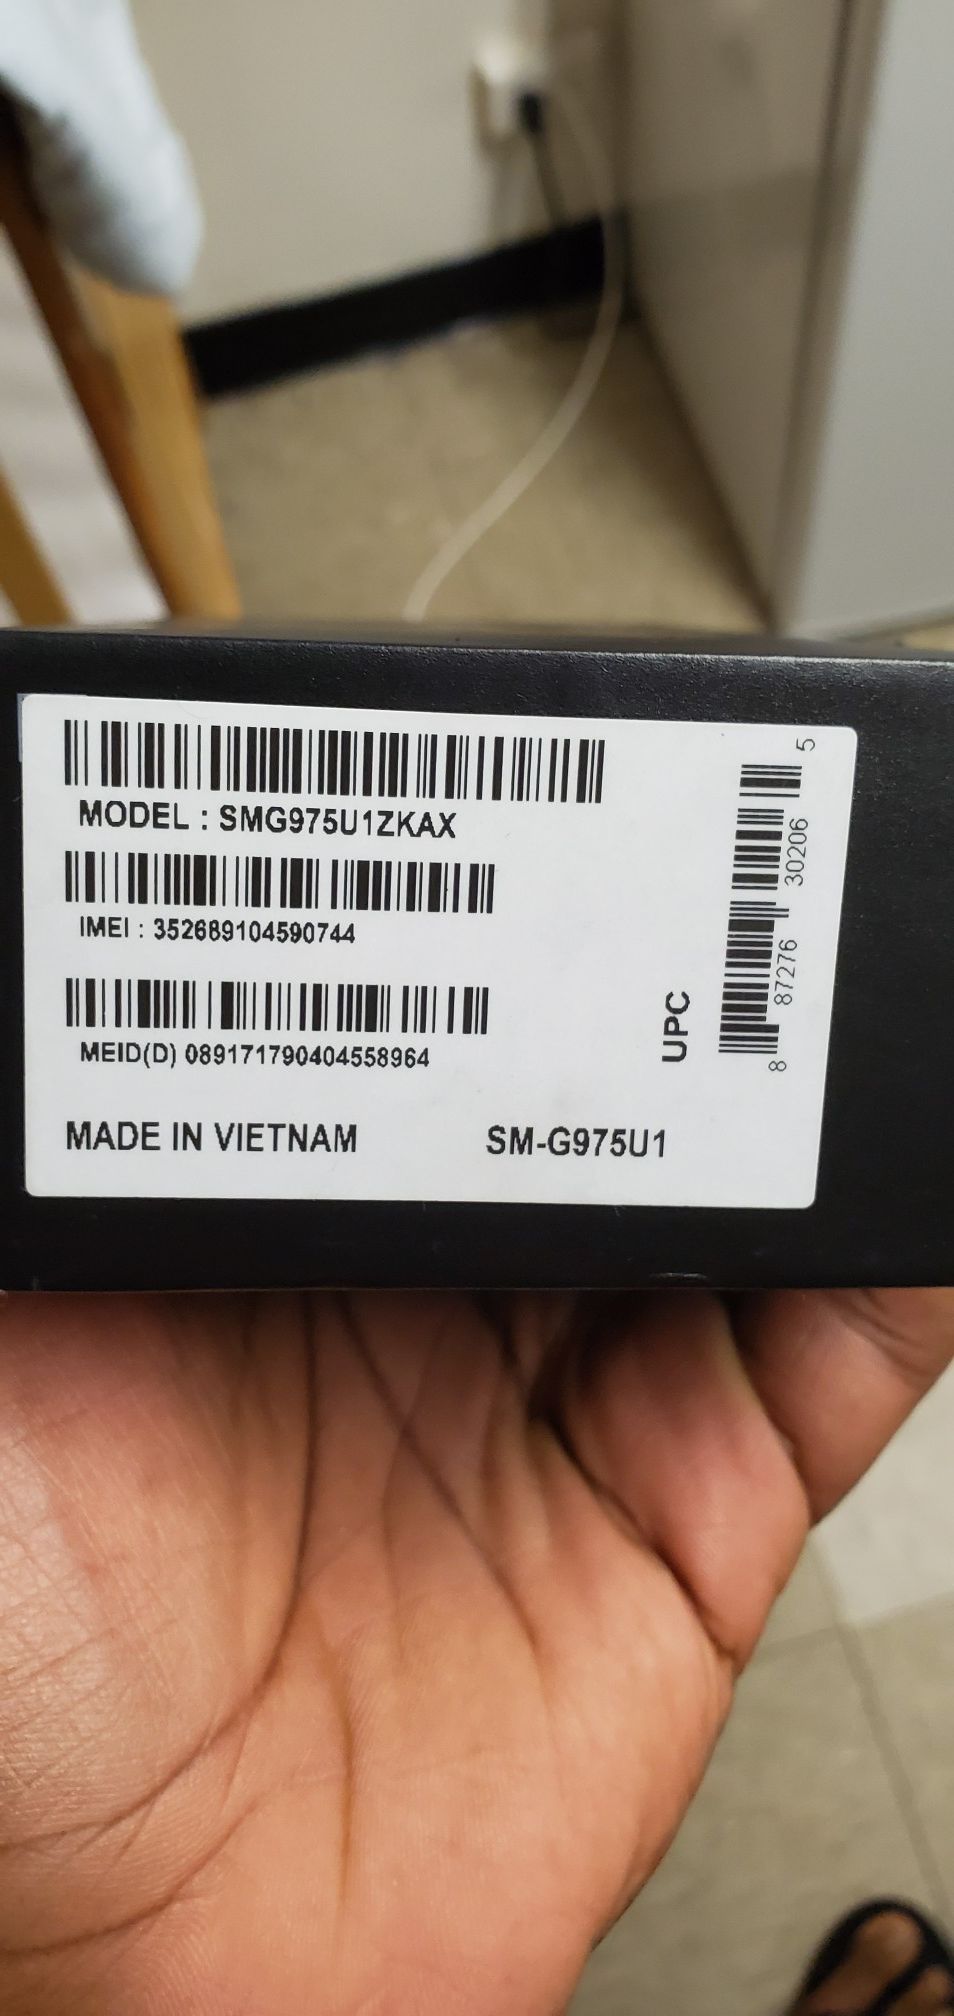 MODEL : SMG975U1ZKAX
IMEI : 352689104590744
MEID(D) 089171790404558964
MADE IN VIETNAM
SM-G975U1
UPC
8 87276 30206 5